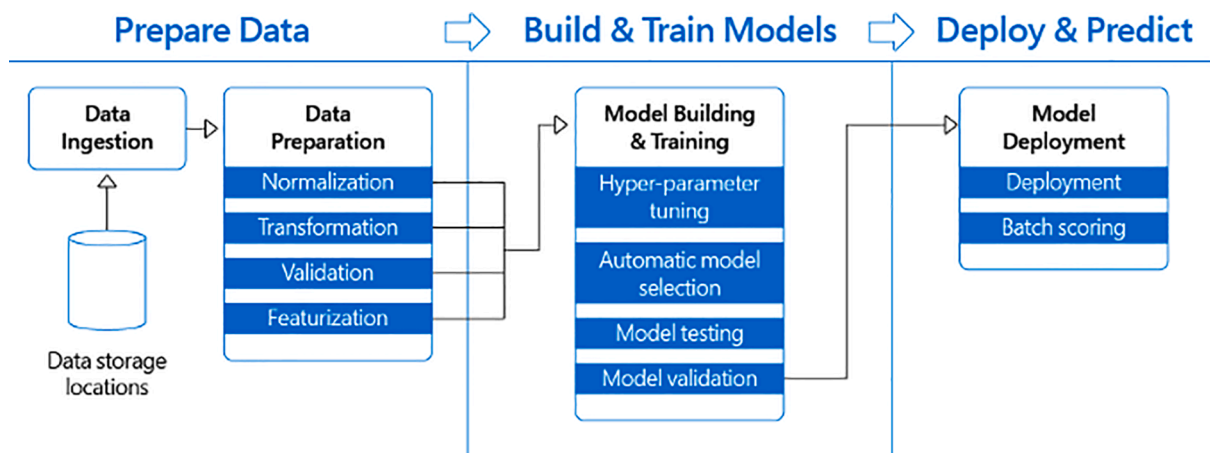 Prepare Data
Build & Train Models
Deploy & Predict
Data
Ingestion
Data storage
locations
Data
Preparation
Normalization
Transformation
Validation
Featurization
Model Building
& Training
Hyper-parameter
tuning
Automatic model
selection
Model testing
Model validation
Model
Deployment
Deployment
Batch scoring